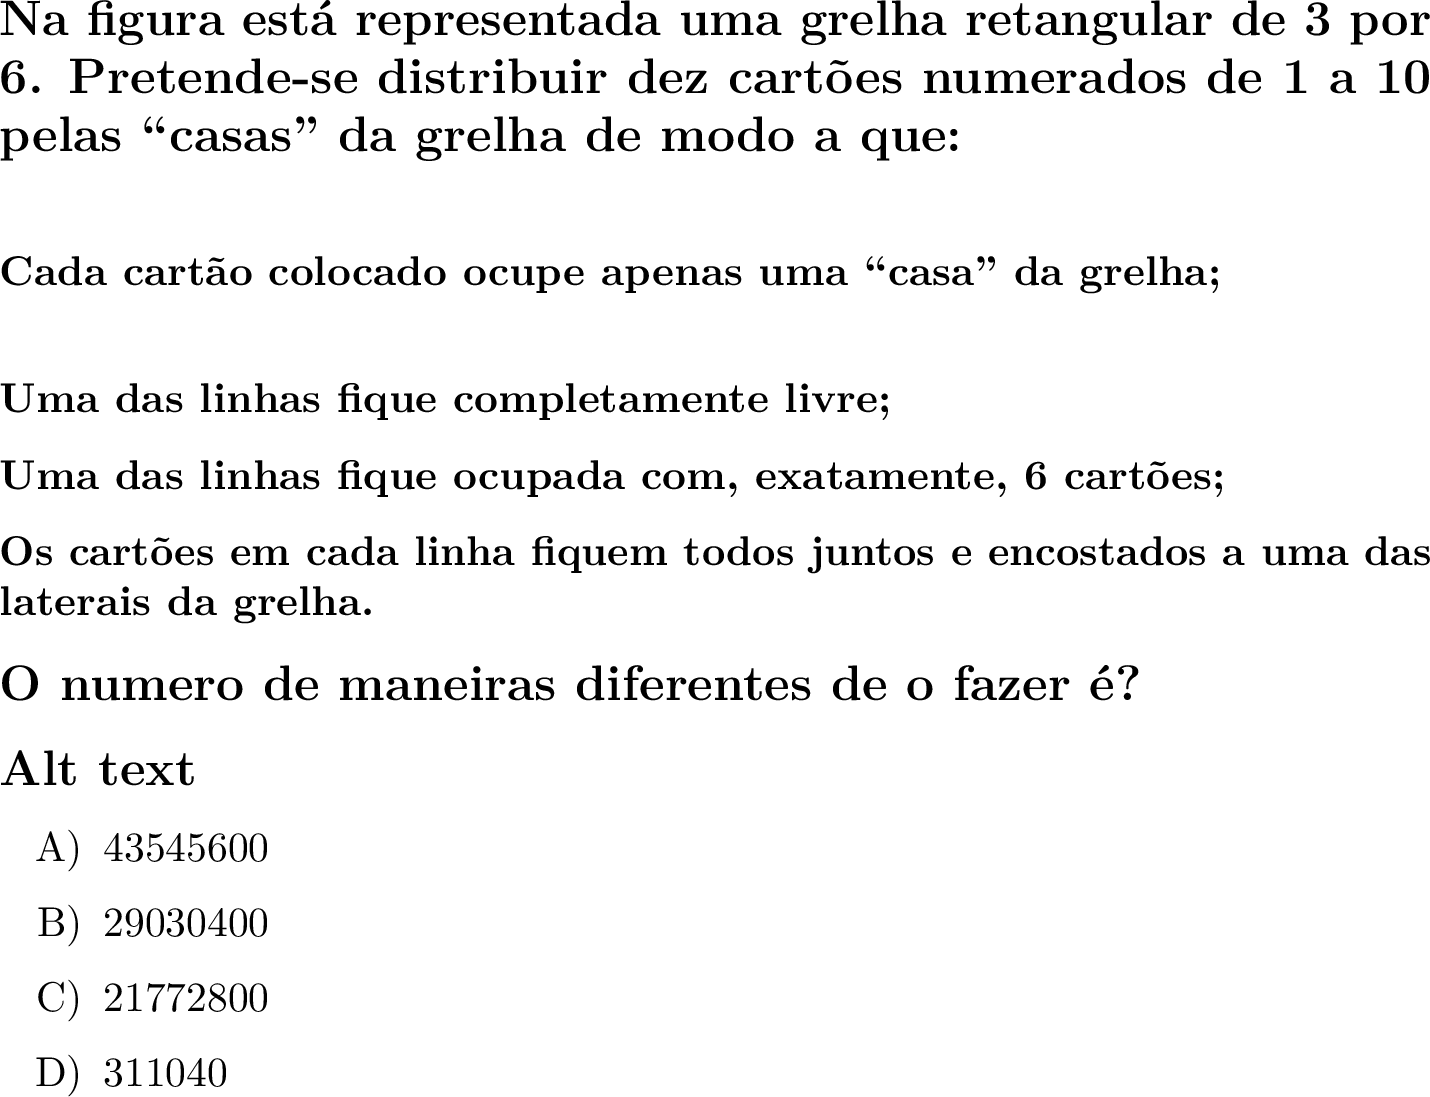 Na figura está representada uma grelha retangular de 3 por
6. Pretende-se distribuir dez cartões numerados de 1 a 10
pelas “casas” da grelha de modo a que:
Cada cartão colocado ocupe apenas uma “casa” da grelha;
Uma das linhas fique completamente livre;
Uma das linhas fique ocupada com, exatamente, 6 cartões;
Os cartões em cada linha fiquem todos juntos e encostados a uma das
laterais da grelha.
O numero de maneiras diferentes de o fazer é?
Alt text
A) 43545600
B) 29030400
C) 21772800
D) 311040